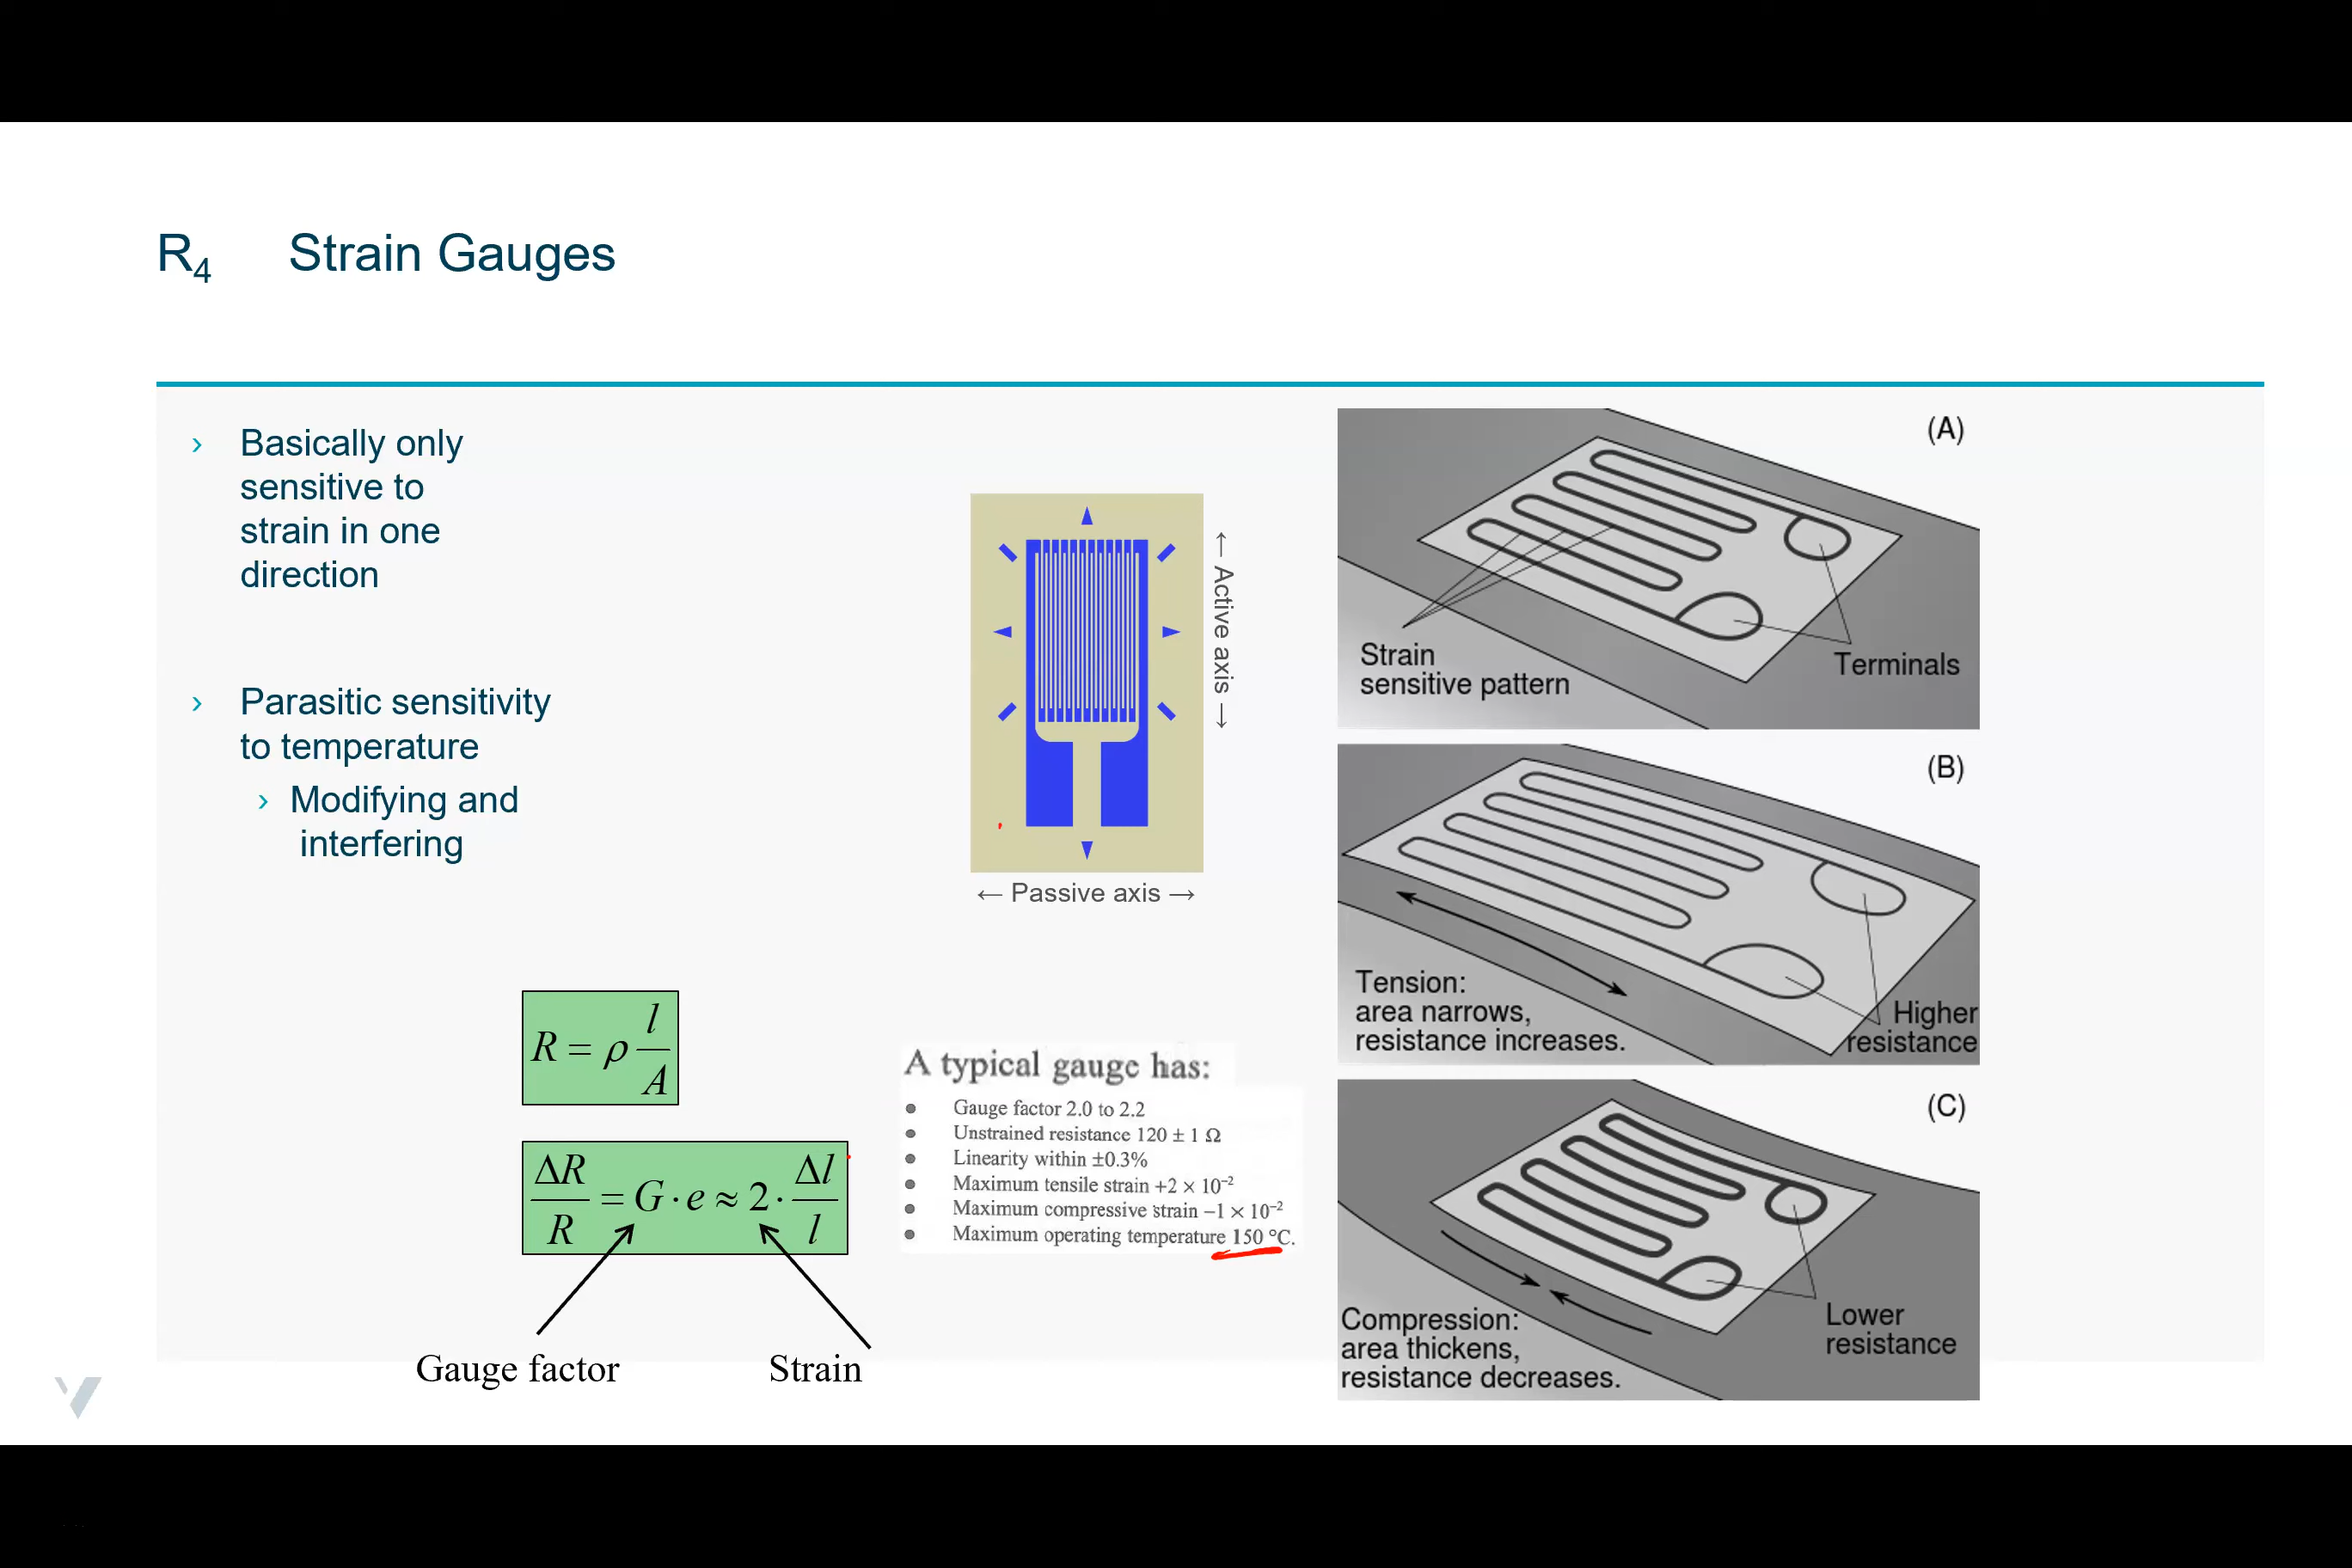 R4 Strain Gauges
› Basically only
sensitive to
strain in one
direction
› Parasitic sensitivity
to temperature
› Modifying and
interfering
← Active axis →
← Passive axis →
R = ρ l/A
ΔR/R = G · e ≈ 2 · Δl/l
Gauge factor
Strain
A typical gauge has:
● Gauge factor 2.0 to 2.2
● Unstrained resistance 120 ± 1 Ω
● Linearity within ±0.3%
● Maximum tensile strain +2 × 10⁻²
● Maximum compressive strain −1 × 10⁻²
● Maximum operating temperature 150 °C.
(A)
Strain
sensitive pattern
Terminals
(B)
Tension:
area narrows,
resistance increases.
Higher
resistance
(C)
Compression:
area thickens,
resistance decreases.
Lower
resistance